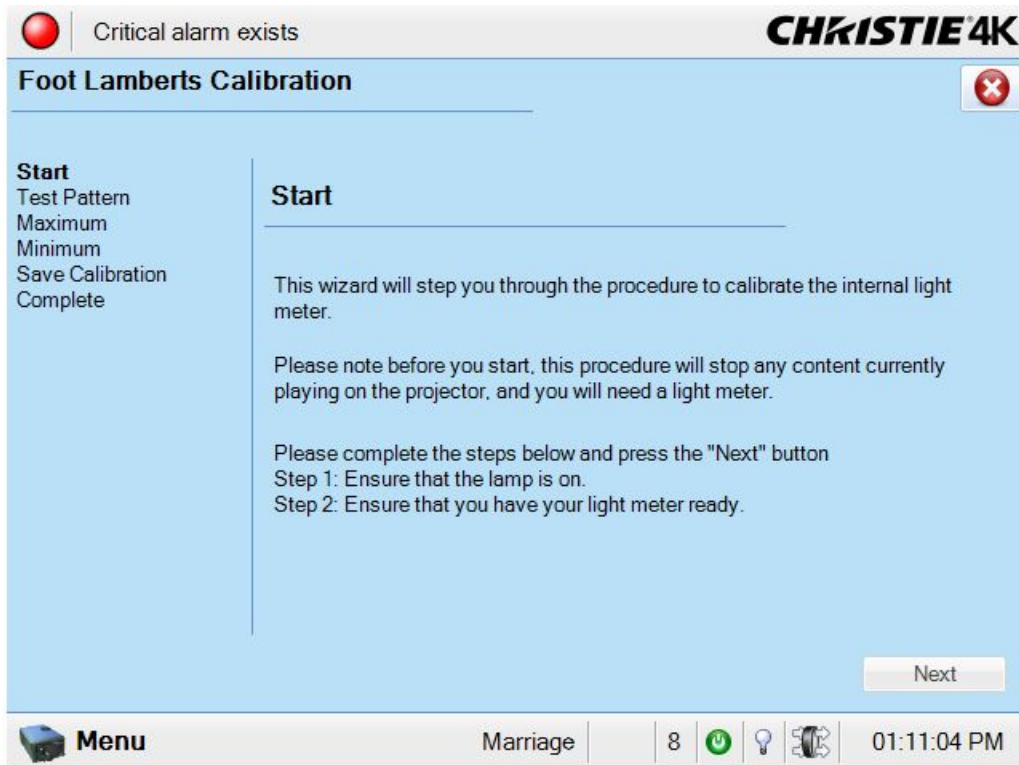 Critical alarm exists
CHRISTIE 4K
Foot Lamberts Calibration
Start
Test Pattern
Maximum
Minimum
Save Calibration
Complete
Start
This wizard will step you through the procedure to calibrate the internal light
meter.
Please note before you start, this procedure will stop any content currently
playing on the projector, and you will need a light meter.
Please complete the steps below and press the "Next" button
Step 1: Ensure that the lamp is on.
Step 2: Ensure that you have your light meter ready.
Next
Menu
Marriage
8
01:11:04 PM